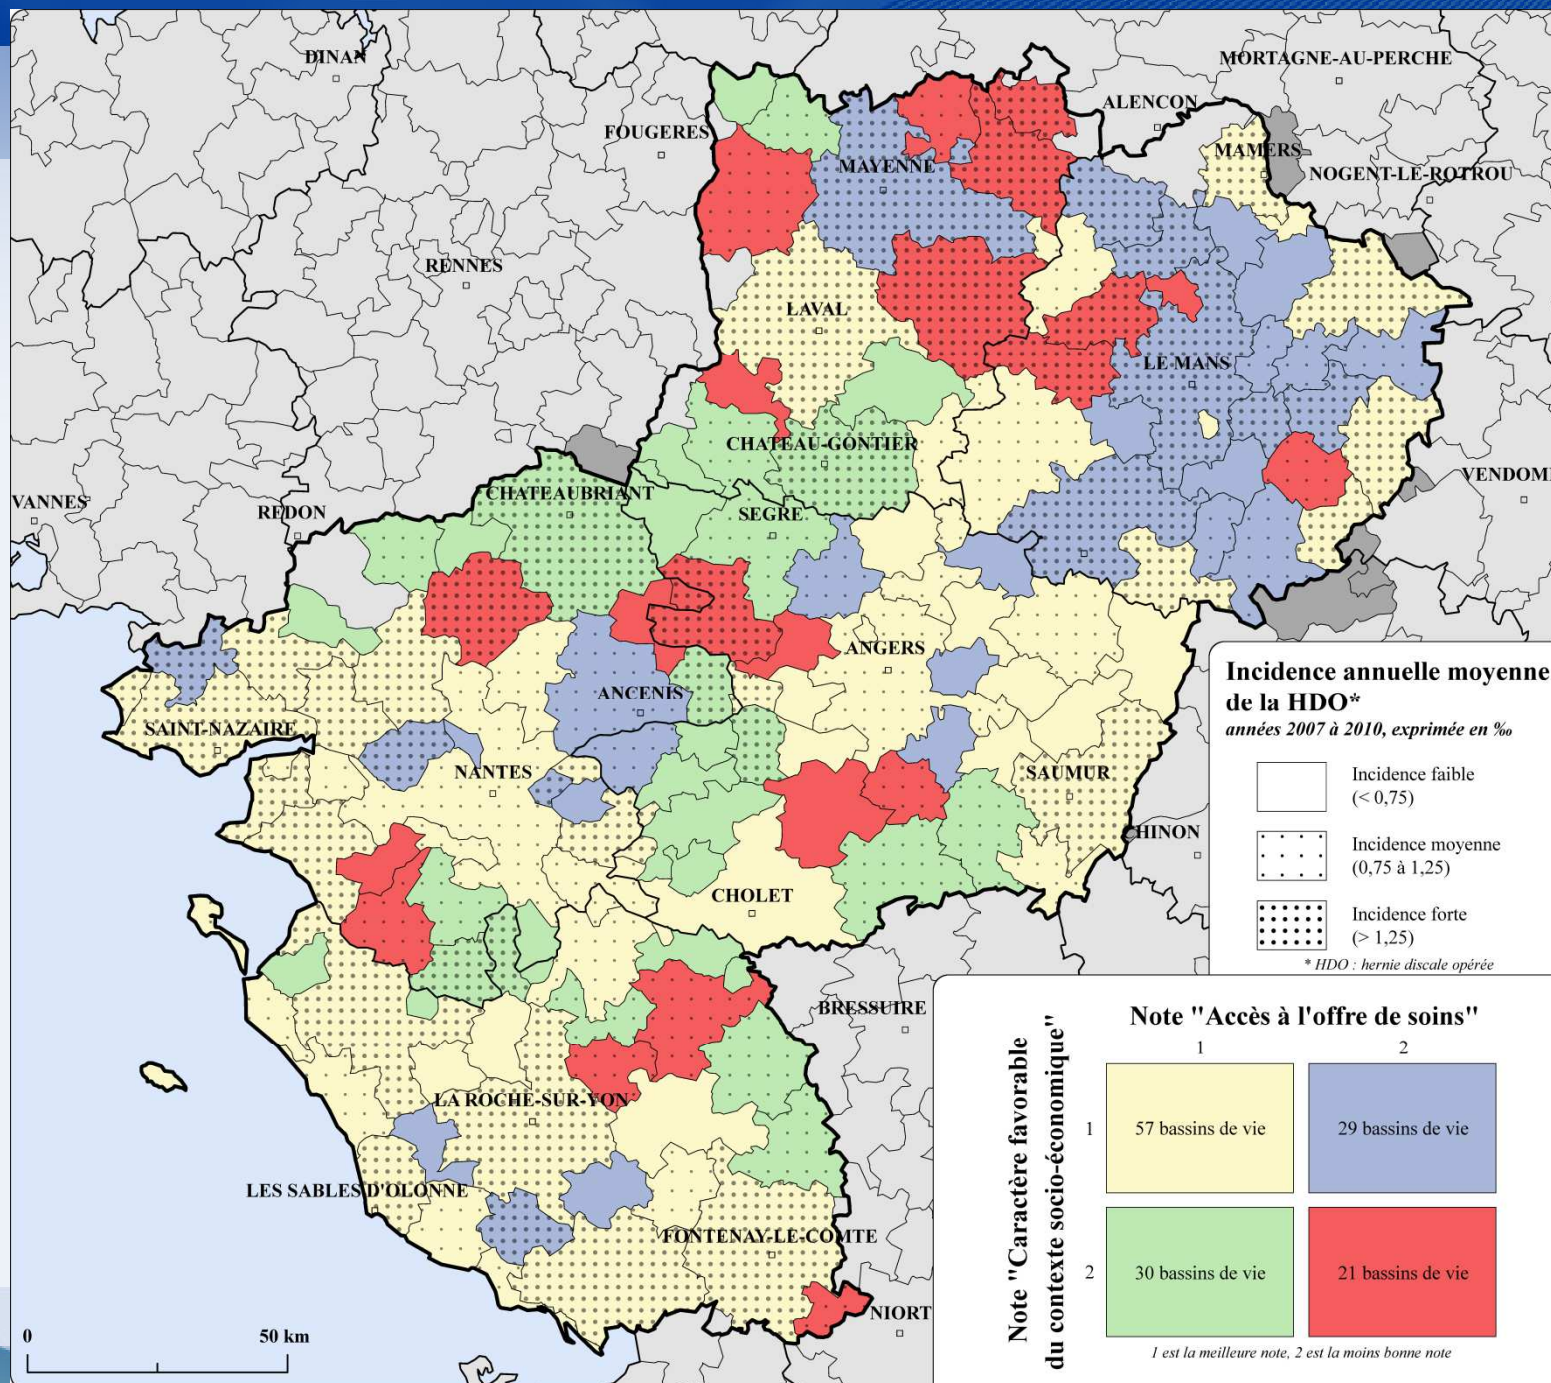 DINAN
MORTAGNE-AU-PERCHE
ALENCON
FOUGERES
MAMERS
MAYENNE
NOGENT-LE-ROTROU
RENNES
LAVAL
LE MANS
CHATEAU-GONTIER
VENDOM
VANNES
REDON
CHATEAUBRIANT
SEGRE
ANGERS
ANCENIS
SAINT-NAZAIRE
NANTES
SAUMUR
CHINON
CHOLET
BRESSUIRE
LA ROCHE-SUR-YON
LES SABLES D'OLONNE
FONTENAY-LE-COMTE
NIORT
0 50 km
Incidence annuelle moyenne
de la HDO*
années 2007 à 2010, exprimée en ‰
Incidence faible
(< 0,75)
Incidence moyenne
(0,75 à 1,25)
Incidence forte
(> 1,25)
* HDO : hernie discale opérée
Note "Accès à l'offre de soins"
1 2
Note "Caractère favorable
du contexte socio-économique"
1
57 bassins de vie
29 bassins de vie
2
30 bassins de vie
21 bassins de vie
1 est la meilleure note, 2 est la moins bonne note